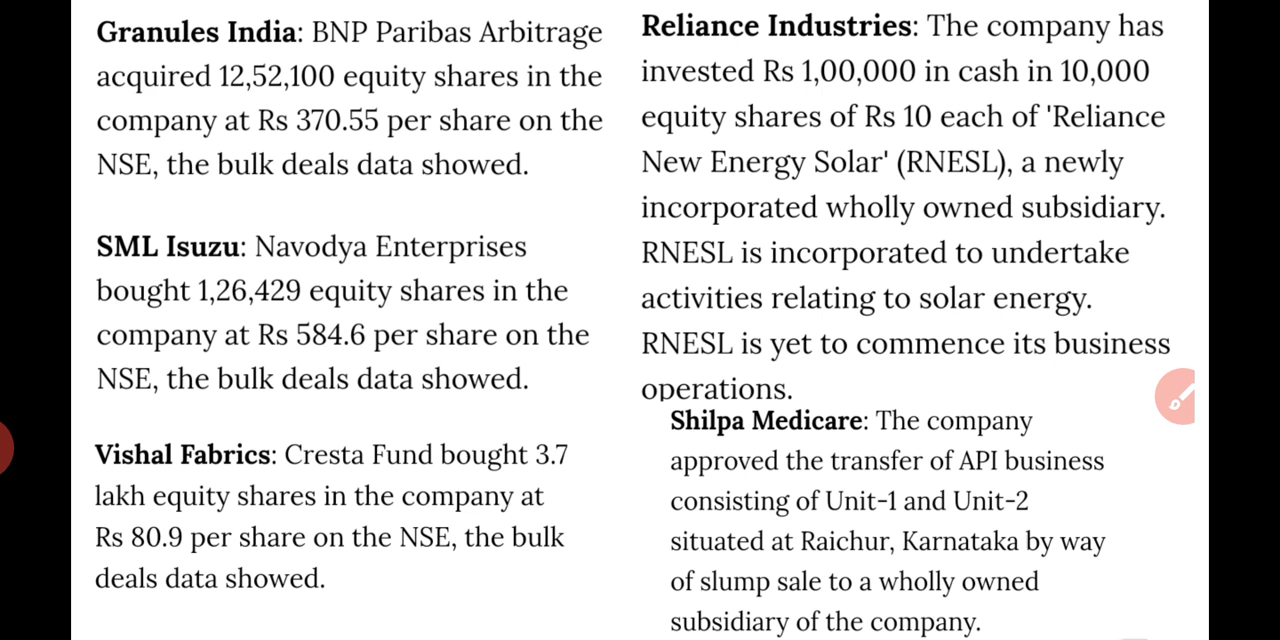 Granules India: BNP Paribas Arbitrage
acquired 12,52,100 equity shares in the
company at Rs 370.55 per share on the
NSE, the bulk deals data showed.
SML Isuzu: Navodya Enterprises
bought 1,26,429 equity shares in the
company at Rs 584.6 per share on the
NSE, the bulk deals data showed.
Vishal Fabrics: Cresta Fund bought 3.7
lakh equity shares in the company at
Rs 80.9 per share on the NSE, the bulk
deals data showed.
Reliance Industries: The company has
invested Rs 1,00,000 in cash in 10,000
equity shares of Rs 10 each of 'Reliance
New Energy Solar' (RNESL), a newly
incorporated wholly owned subsidiary.
RNESL is incorporated to undertake
activities relating to solar energy.
RNESL is yet to commence its business
operations.
Shilpa Medicare: The company
approved the transfer of API business
consisting of Unit-1 and Unit-2
situated at Raichur, Karnataka by way
of slump sale to a wholly owned
subsidiary of the company.